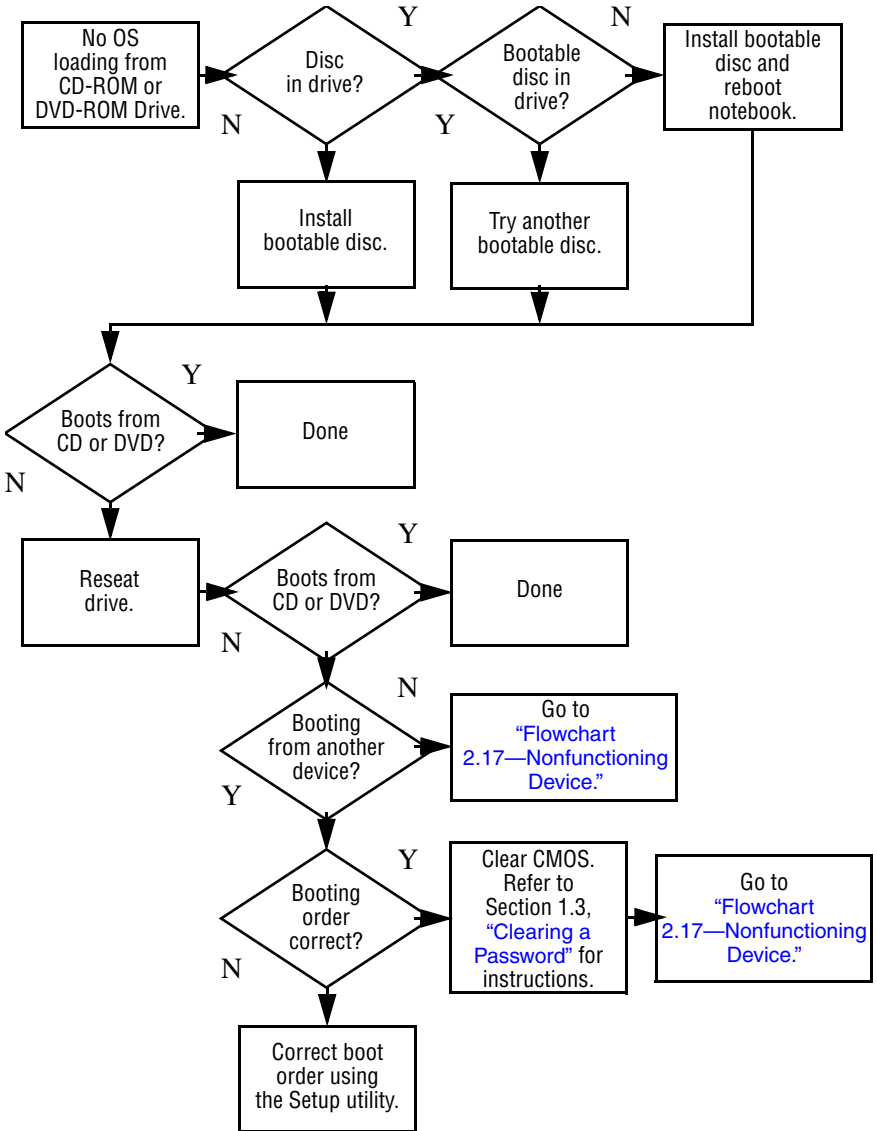 No OS
loading from
CD-ROM or
DVD-ROM Drive.
Disc
in drive?
Y
N
Bootable
disc in
drive?
N
Y
Install bootable
disc and
reboot
notebook.
Install
bootable disc.
Try another
bootable disc.
Boots from
CD or DVD?
Y
N
Done
Reseat
drive.
Boots from
CD or DVD?
Y
N
Done
Booting
from another
device?
N
Y
Go to
“Flowchart
2.17—Nonfunctioning
Device.”
Booting
order
correct?
Y
N
Clear CMOS.
Refer to
Section 1.3,
“Clearing a
Password” for
instructions.
Go to
“Flowchart
2.17—Nonfunctioning
Device.”
Correct boot
order using
the Setup utility.